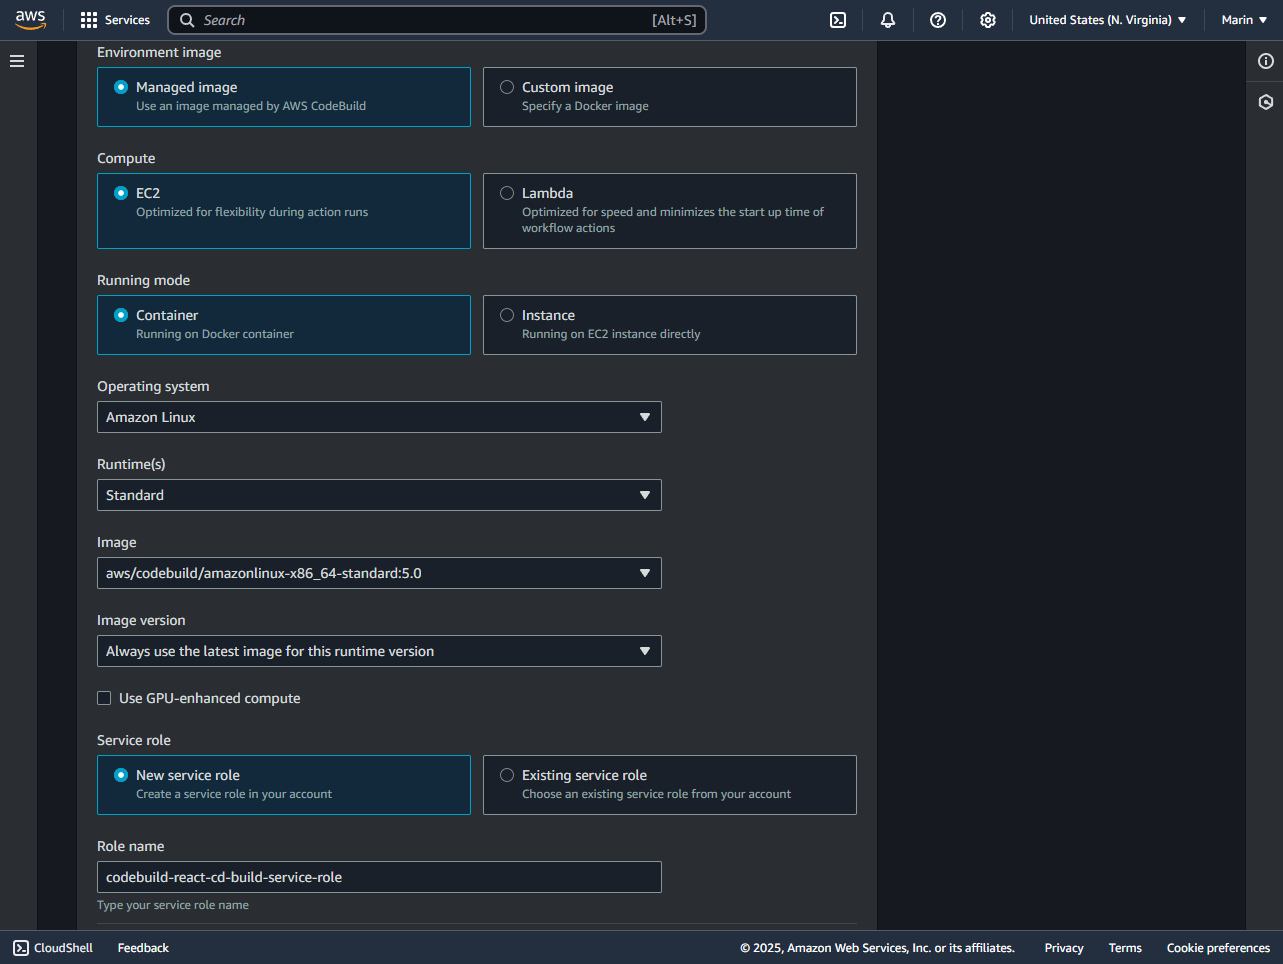 aws
Services
Search
[Alt+S]
United States (N. Virginia)
Marin
Environment image
Managed image
Use an image managed by AWS CodeBuild
Custom image
Specify a Docker image
Compute
EC2
Optimized for flexibility during action runs
Lambda
Optimized for speed and minimizes the start up time of
workflow actions
Running mode
Container
Running on Docker container
Instance
Running on EC2 instance directly
Operating system
Amazon Linux
Runtime(s)
Standard
Image
aws/codebuild/amazonlinux-x86_64-standard:5.0
Image version
Always use the latest image for this runtime version
Use GPU-enhanced compute
Service role
New service role
Create a service role in your account
Existing service role
Choose an existing service role from your account
Role name
codebuild-react-cd-build-service-role
Type your service role name
CloudShell
Feedback
© 2025, Amazon Web Services, Inc. or its affiliates.
Privacy
Terms
Cookie preferences